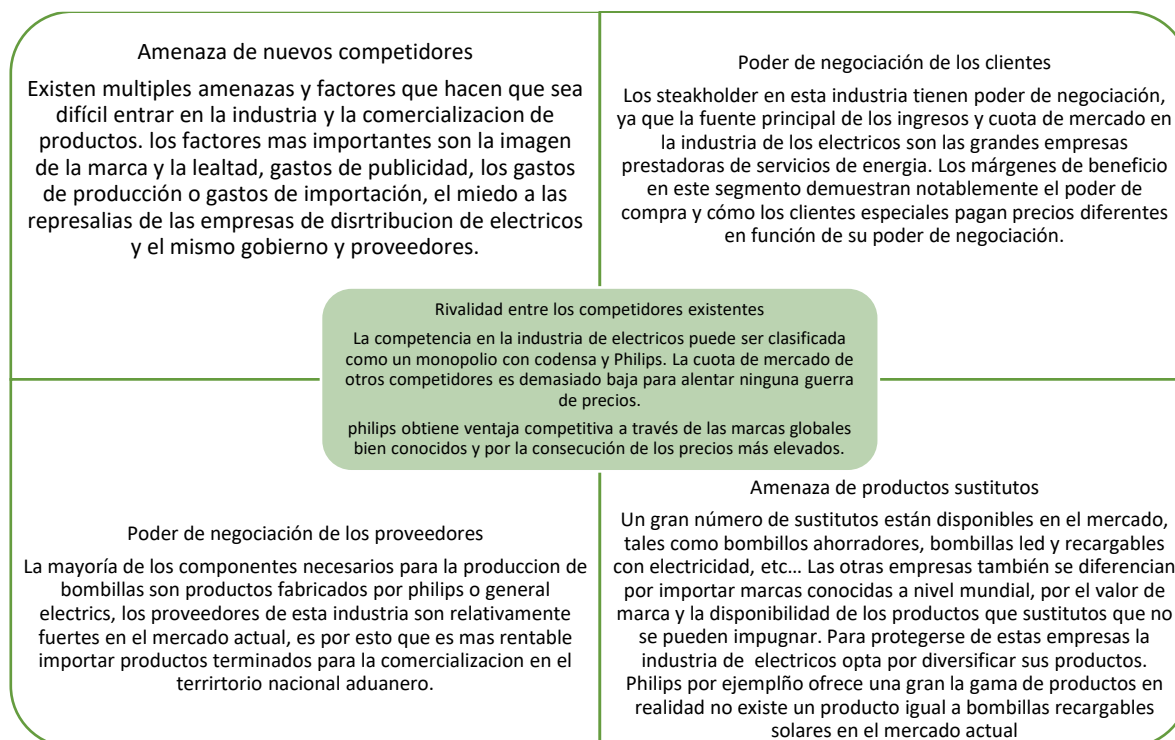 Amenaza de nuevos competidores
Existen multiples amenazas y factores que hacen que sea
difícil entrar en la industria y la comercializacion de
productos. los factores mas importantes son la imagen
de la marca y la lealtad, gastos de publicidad, los gastos
de producción o gastos de importación, el miedo a las
represalias de las empresas de disrtribucion de electricos
y el mismo gobierno y proveedores.
Poder de negociación de los clientes
Los steakholder en esta industria tienen poder de negociación,
ya que la fuente principal de los ingresos y cuota de mercado en
la industria de los electricos son las grandes empresas
prestadoras de servicios de energia. Los márgenes de beneficio
en este segmento demuestran notablemente el poder de
compra y cómo los clientes especiales pagan precios diferentes
en función de su poder de negociación.
Rivalidad entre los competidores existentes
La competencia en la industria de electricos puede ser clasificada
como un monopolio con codensa y Philips. La cuota de mercado de
otros competidores es demasiado baja para alentar ninguna guerra
de precios.
philips obtiene ventaja competitiva a través de las marcas globales
bien conocidos y por la consecución de los precios más elevados.
Poder de negociación de los proveedores
La mayoría de los componentes necesarios para la produccion de
bombillas son productos fabricados por philips o general
electrics, los proveedores de esta industria son relativamente
fuertes en el mercado actual, es por esto que es mas rentable
importar productos terminados para la comercializacion en el
terrirtorio nacional aduanero.
Amenaza de productos sustitutos
Un gran número de sustitutos están disponibles en el mercado,
tales como bombillos ahorradores, bombillas led y recargables
con electricidad, etc... Las otras empresas también se diferencian
por importar marcas conocidas a nivel mundial, por el valor de
marca y la disponibilidad de los productos que sustitutos que no
se pueden impugnar. Para protegerse de estas empresas la
industria de electricos opta por diversificar sus productos.
Philips por ejemplño ofrece una gran la gama de productos en
realidad no existe un producto igual a bombillas recargables
solares en el mercado actual